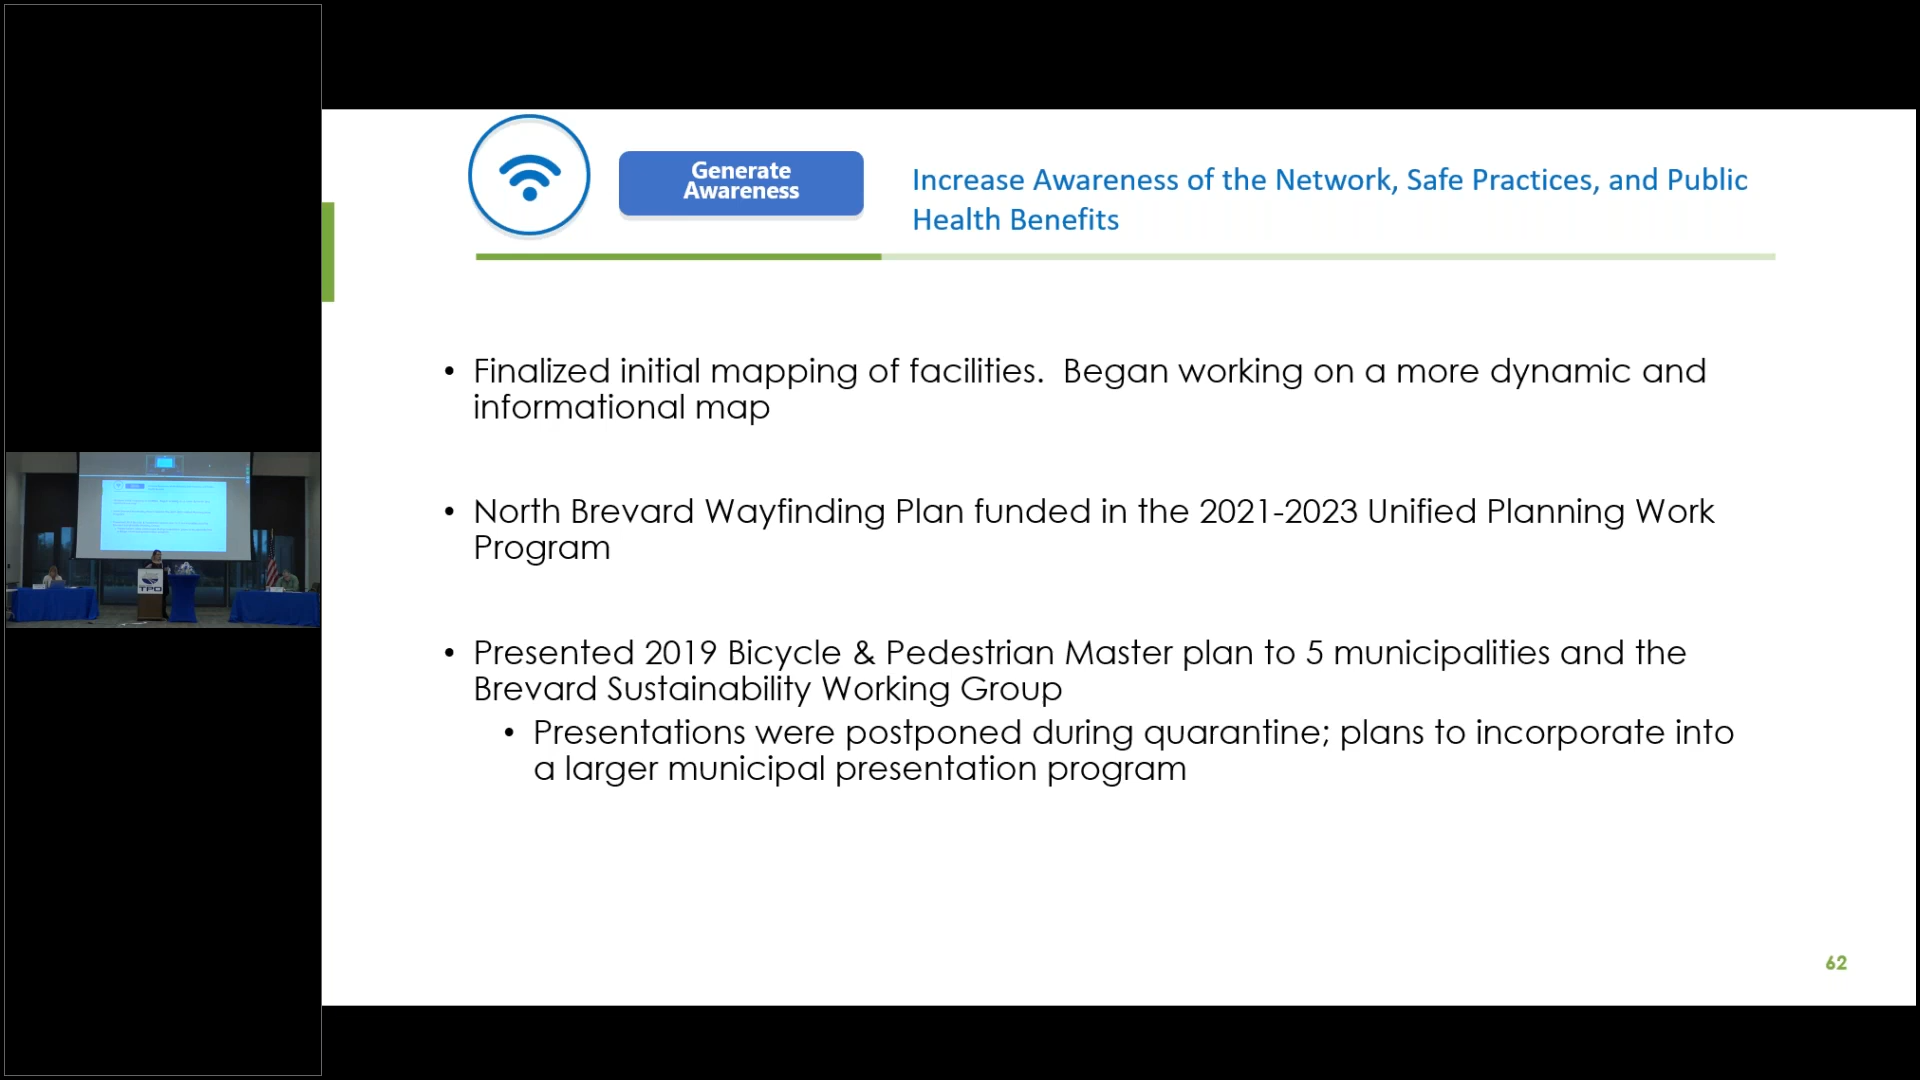 Generate
Awareness
Increase Awareness of the Network, Safe Practices, and Public
Health Benefits
• Finalized initial mapping of facilities.  Began working on a more dynamic and
informational map
• North Brevard Wayfinding Plan funded in the 2021-2023 Unified Planning Work
Program
• Presented 2019 Bicycle & Pedestrian Master plan to 5 municipalities and the
Brevard Sustainability Working Group
• Presentations were postponed during quarantine; plans to incorporate into
a larger municipal presentation program
62
TPO